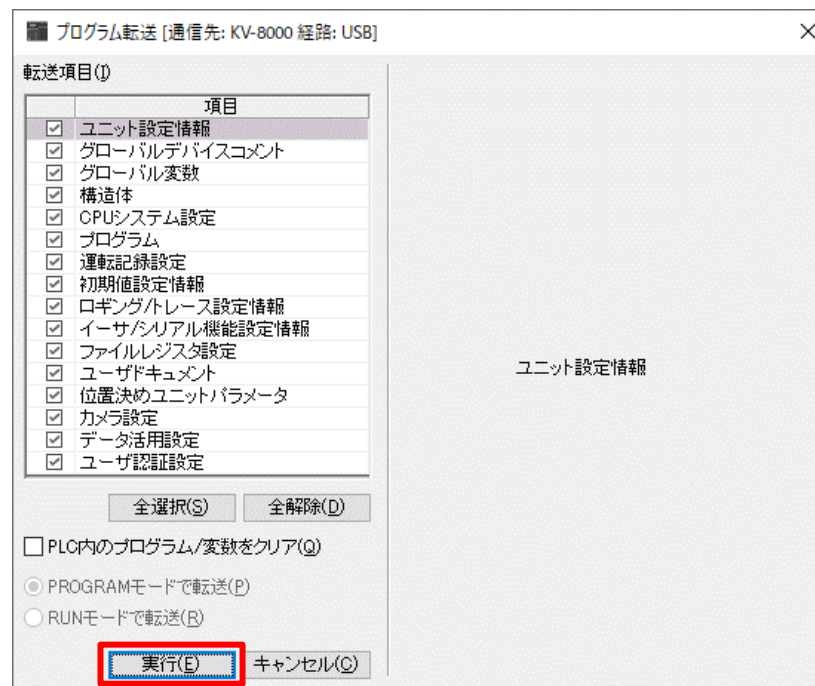 プログラム転送 [通信先: KV-8000 経路: USB]
転送項目(I)
項目
ユニット設定情報
グローバルデバイスコメント
グローバル変数
構造体
CPUシステム設定
プログラム
運転記録設定
初期値設定情報
ロギング/トレース設定情報
イーサ/シリアル機能設定情報
ファイルレジスタ設定
ユーザドキュメント
位置決めユニットパラメータ
カメラ設定
データ活用設定
ユーザ認証設定
ユニット設定情報
全選択(S) 全解除(D)
PLC内のプログラム/変数をクリア(Q)
PROGRAMモードで転送(P)
RUNモードで転送(R)
実行(E) キャンセル(C)